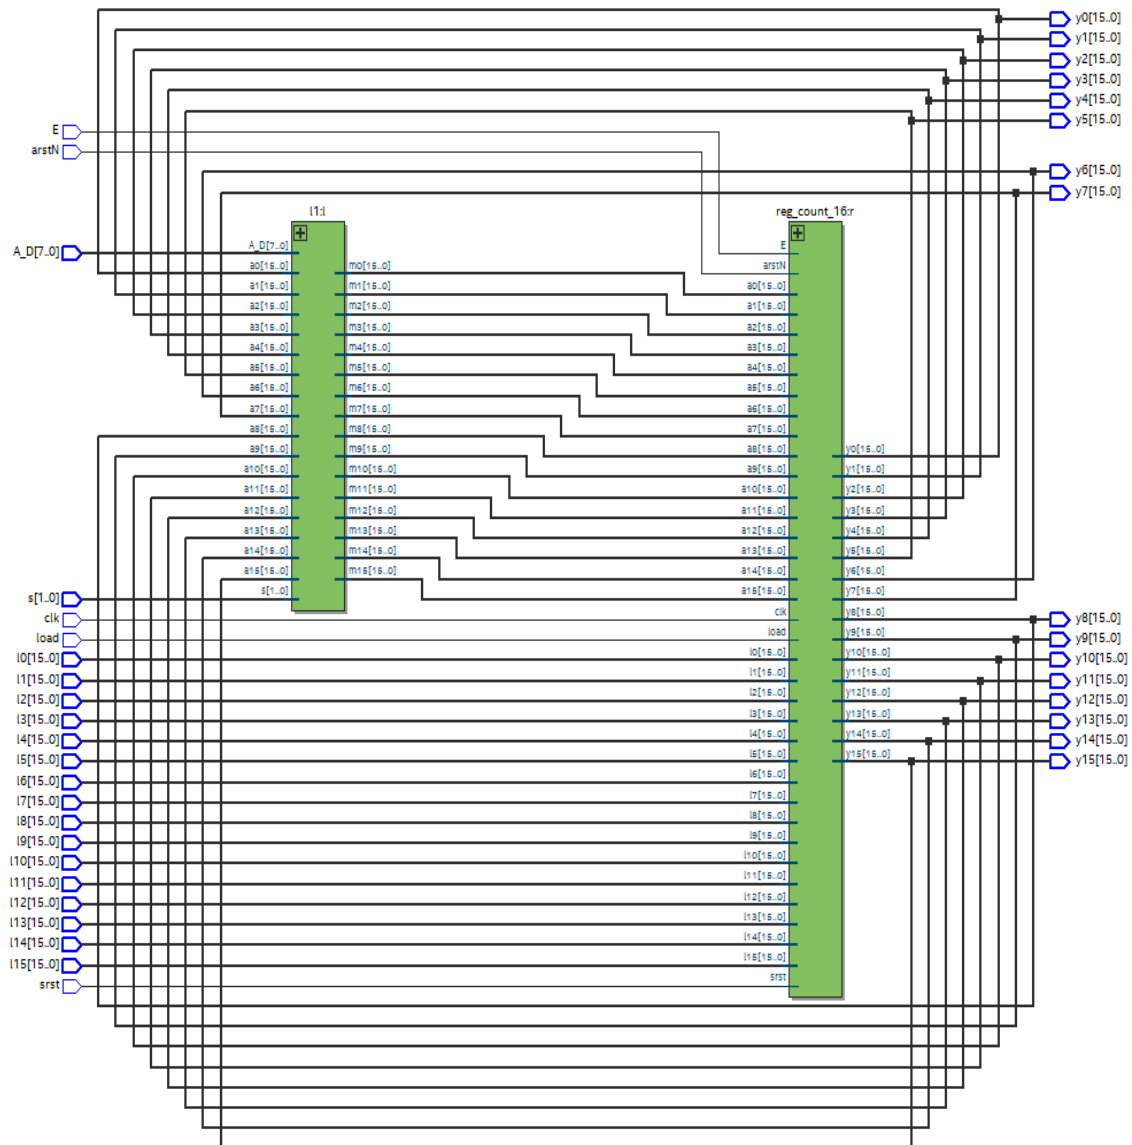 y0[15..0]
y1[15..0]
y2[15..0]
y3[15..0]
y4[15..0]
y5[15..0]
E
arstN
y6[15..0]
y7[15..0]
l1:l
reg_count_16:r
A_D[7..0]
A_D[7..0]
a0[15..0]
a1[15..0]
a2[15..0]
a3[15..0]
a4[15..0]
a5[15..0]
a6[15..0]
a7[15..0]
a8[15..0]
a9[15..0]
a10[15..0]
a11[15..0]
a12[15..0]
a13[15..0]
a14[15..0]
a15[15..0]
s[1..0]
m0[15..0]
m1[15..0]
m2[15..0]
m3[15..0]
m4[15..0]
m5[15..0]
m6[15..0]
m7[15..0]
m8[15..0]
m9[15..0]
m10[15..0]
m11[15..0]
m12[15..0]
m13[15..0]
m14[15..0]
m15[15..0]
E
arstN
a0[15..0]
a1[15..0]
a2[15..0]
a3[15..0]
a4[15..0]
a5[15..0]
a6[15..0]
a7[15..0]
a8[15..0]
a9[15..0]
a10[15..0]
a11[15..0]
a12[15..0]
a13[15..0]
a14[15..0]
a15[15..0]
clk
load
l0[15..0]
l1[15..0]
l2[15..0]
l3[15..0]
l4[15..0]
l5[15..0]
l6[15..0]
l7[15..0]
l8[15..0]
l9[15..0]
l10[15..0]
l11[15..0]
l12[15..0]
l13[15..0]
l14[15..0]
l15[15..0]
srst
y0[15..0]
y1[15..0]
y2[15..0]
y3[15..0]
y4[15..0]
y5[15..0]
y6[15..0]
y7[15..0]
y8[15..0]
y9[15..0]
y10[15..0]
y11[15..0]
y12[15..0]
y13[15..0]
y14[15..0]
y15[15..0]
s[1..0]
clk
load
l0[15..0]
l1[15..0]
l2[15..0]
l3[15..0]
l4[15..0]
l5[15..0]
l6[15..0]
l7[15..0]
l8[15..0]
l9[15..0]
l10[15..0]
l11[15..0]
l12[15..0]
l13[15..0]
l14[15..0]
l15[15..0]
srst
y8[15..0]
y9[15..0]
y10[15..0]
y11[15..0]
y12[15..0]
y13[15..0]
y14[15..0]
y15[15..0]